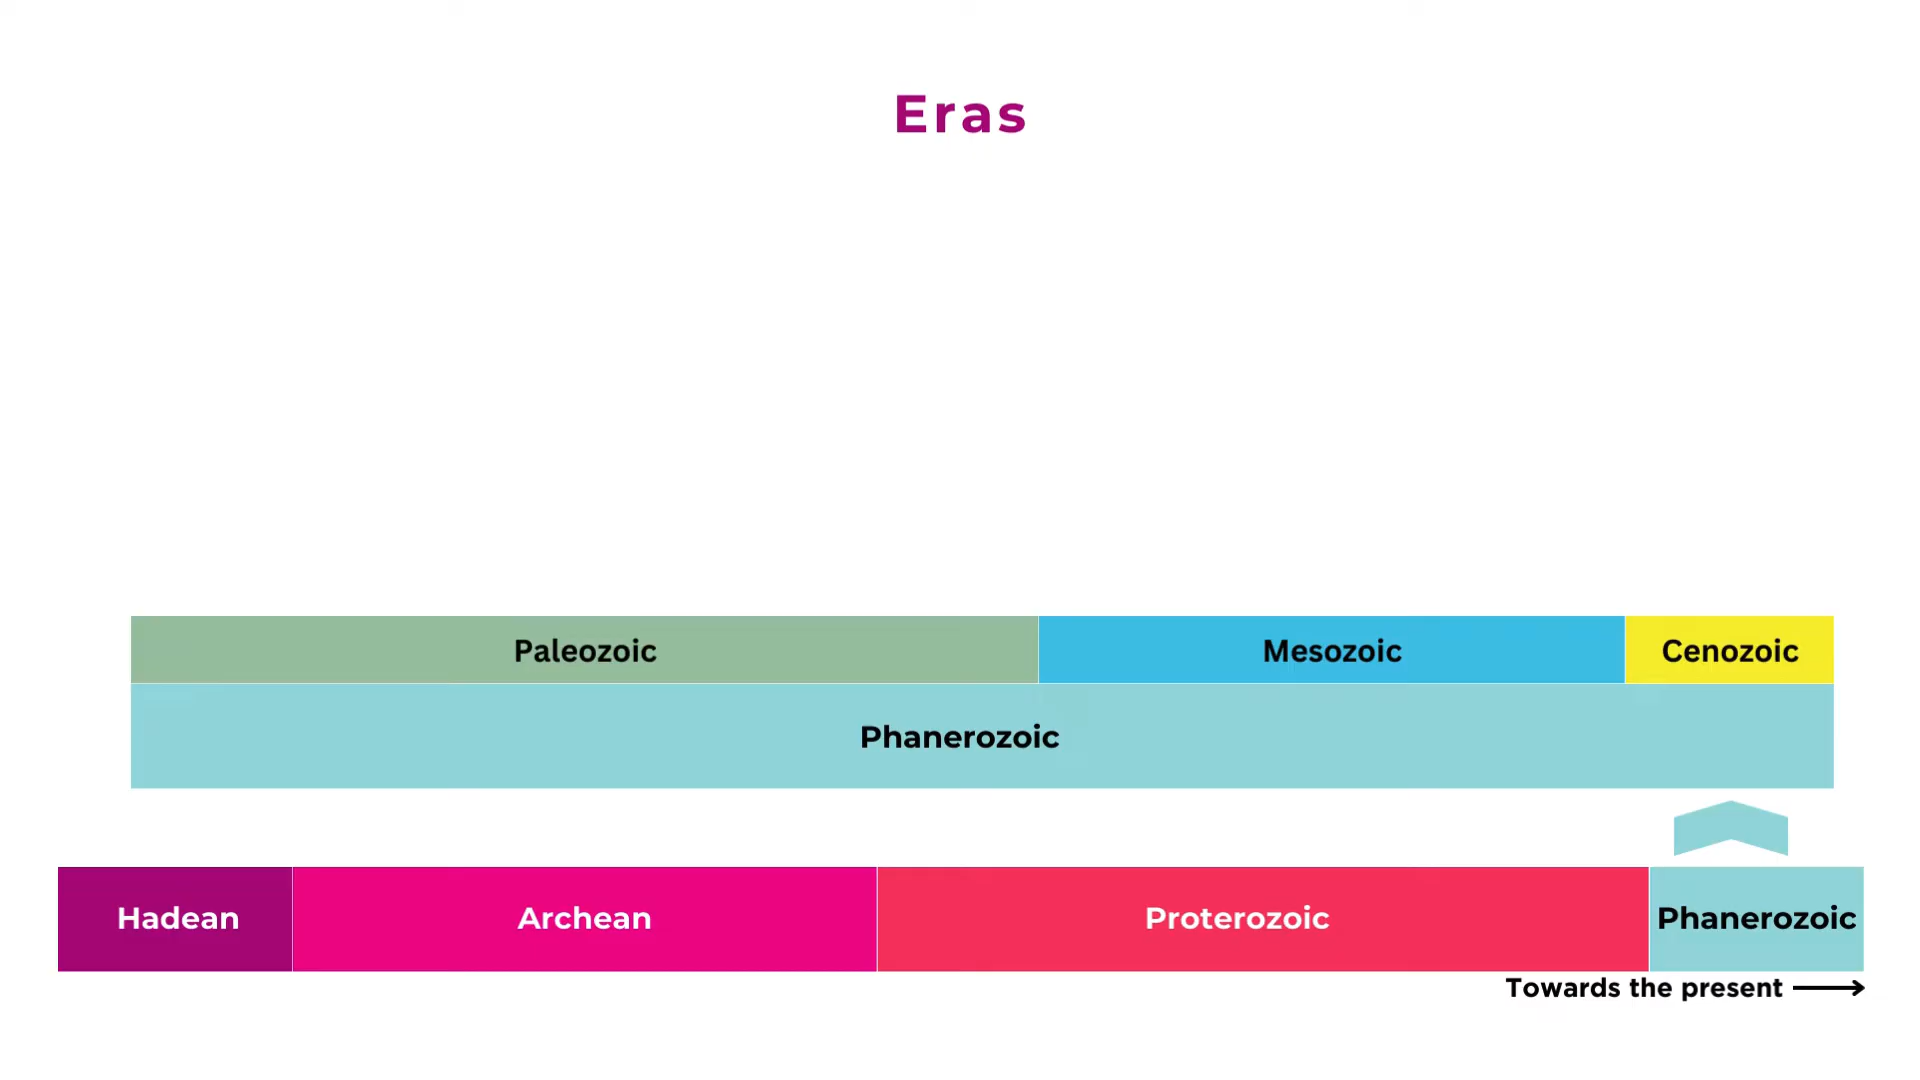 Eras
Paleozoic Mesozoic Cenozoic
Phanerozoic
Hadean Archean Proterozoic Phanerozoic
Towards the present